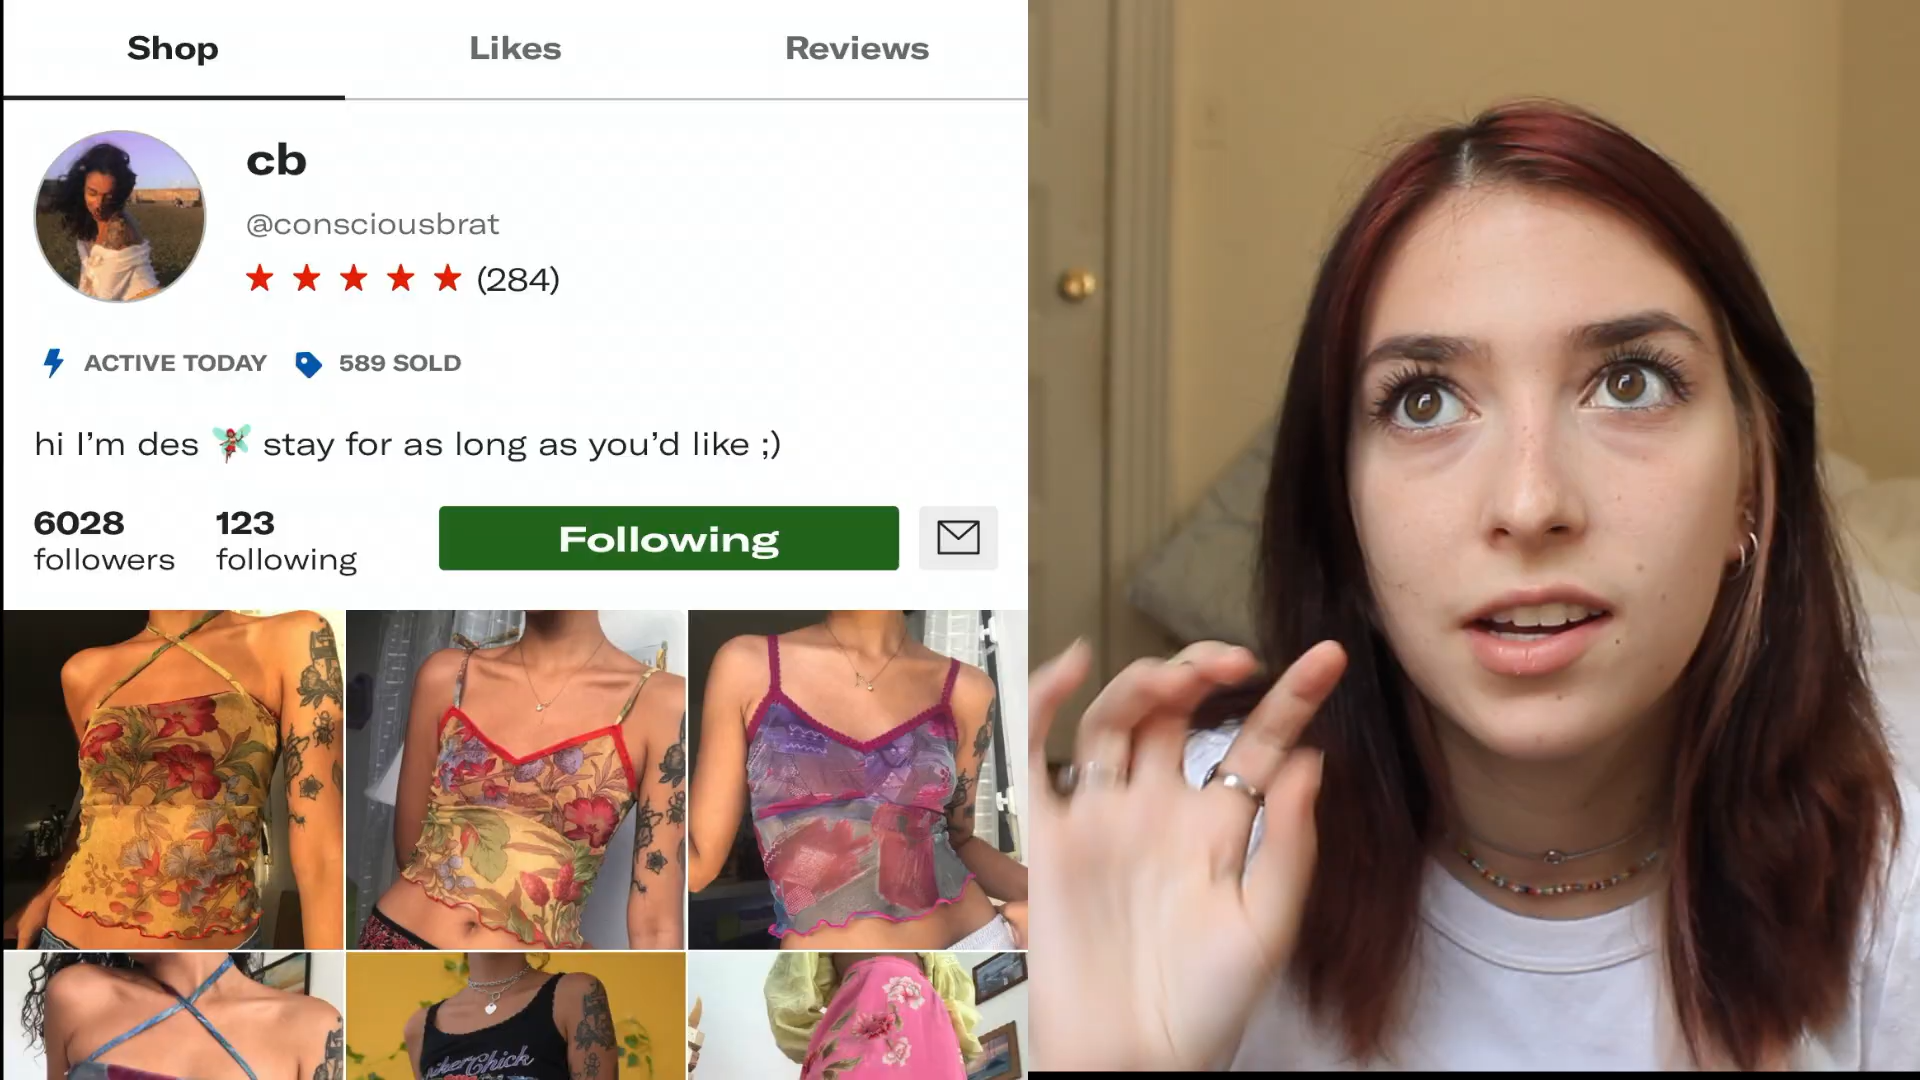 Shop Likes Reviews
cb
@consciousbrat
(284)
ACTIVE TODAY 589 SOLD
hi I'm des 🧚 stay for as long as you'd like ;)
6028 123 Following
followers following
Chick